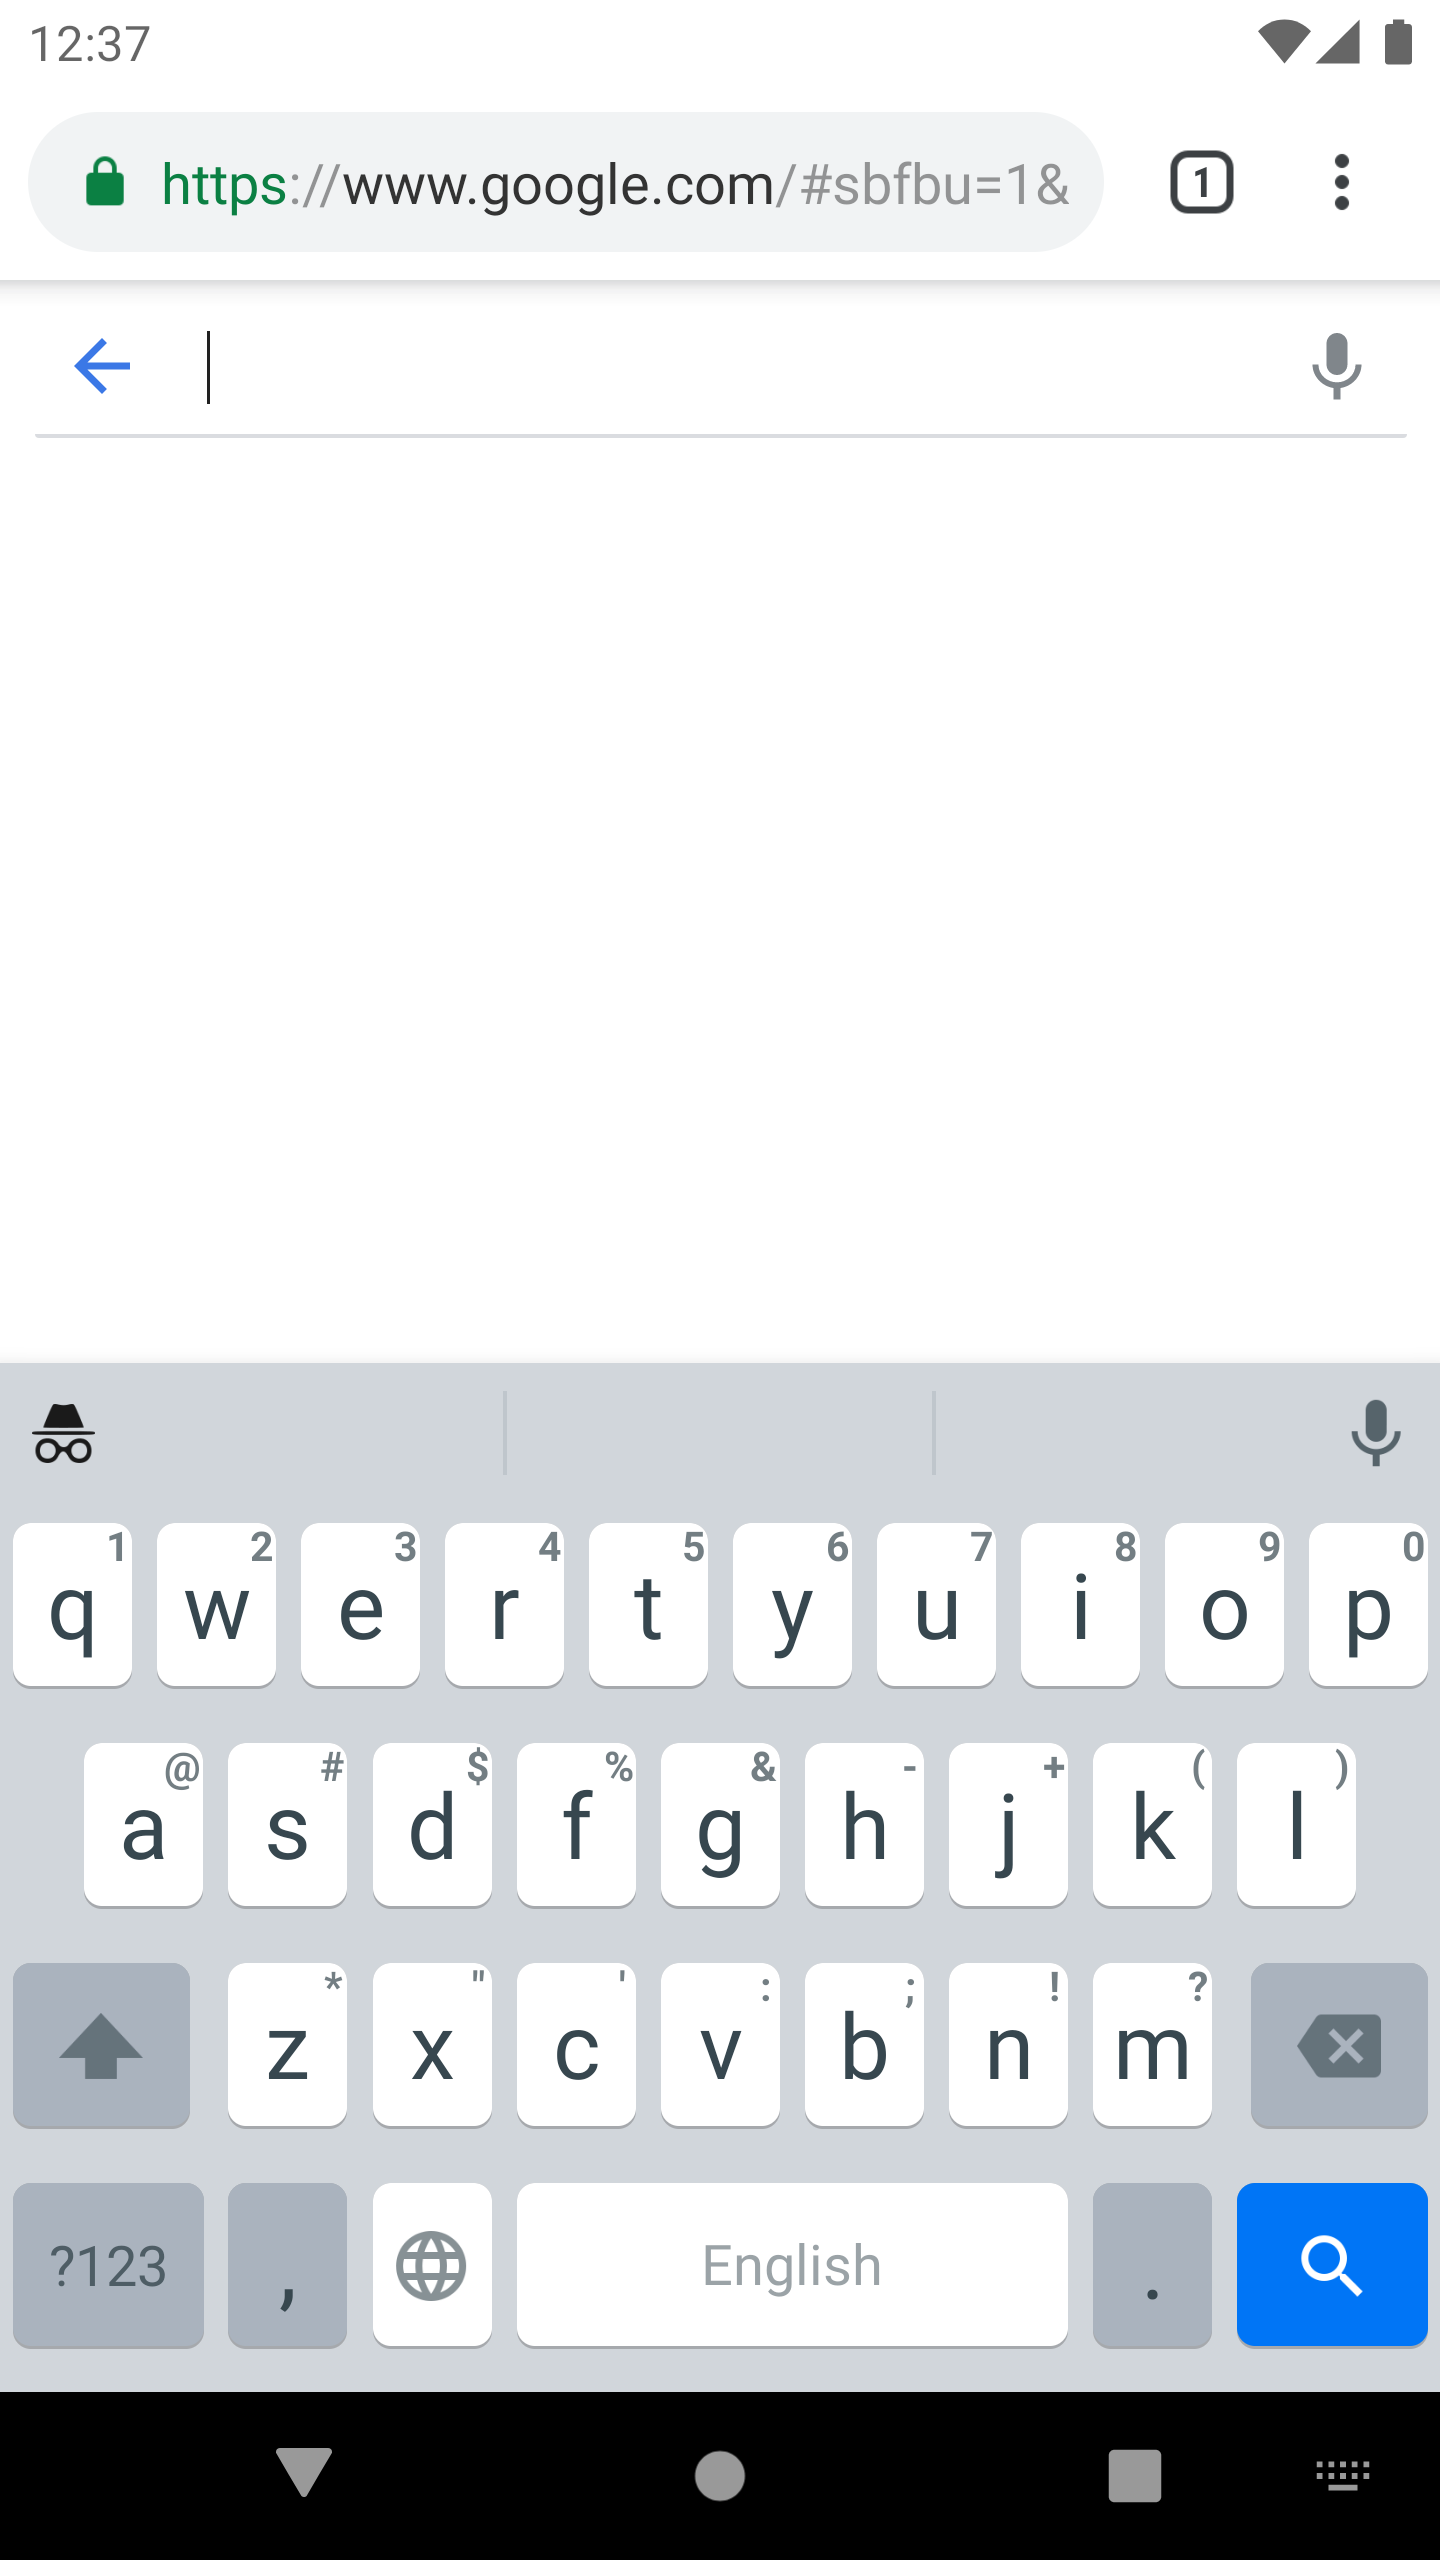 12:37
https://www.google.com/#sbfbu=1&
1
1 2 3 4 5 6 7 8 9 0
q w e r t y u i o p
@ # $ % & - + ( )
a s d f g h j k l
* " ' : ; ! ?
z x c v b n m
?123 , English .